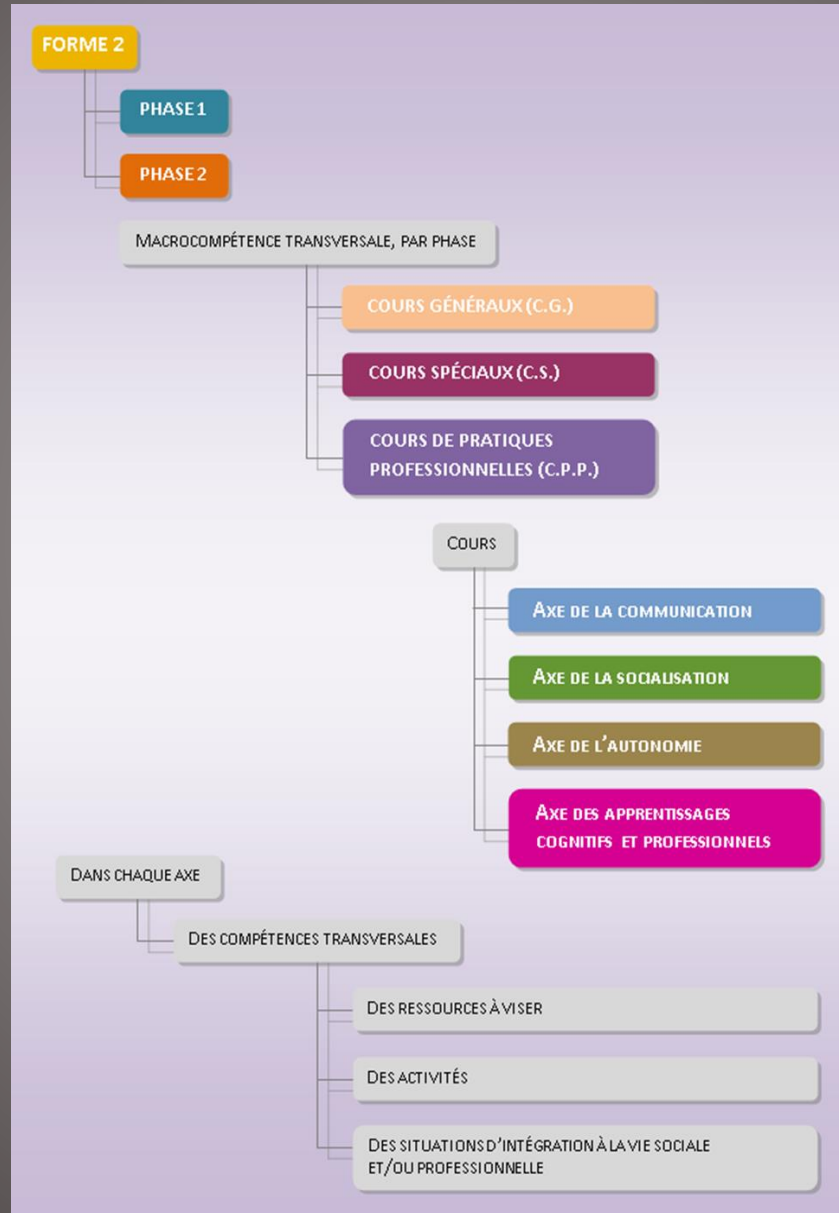 FORME 2
PHASE 1
PHASE 2
MACROCOMPÉTENCE TRANSVERSALE, PAR PHASE
COURS GÉNÉRAUX (C.G.)
COURS SPÉCIAUX (C.S.)
COURS DE PRATIQUES
PROFESSIONNELLES (C.P.P.)
COURS
AXE DE LA COMMUNICATION
AXE DE LA SOCIALISATION
AXE DE L'AUTONOMIE
AXE DES APPRENTISSAGES
COGNITIFS ET PROFESSIONNELS
DANS CHAQUE AXE
DES COMPÉTENCES TRANSVERSALES
DES RESSOURCES À VISER
DES ACTIVITÉS
DES SITUATIONS D'INTÉGRATION À LA VIE SOCIALE
ET/OU PROFESSIONNELLE